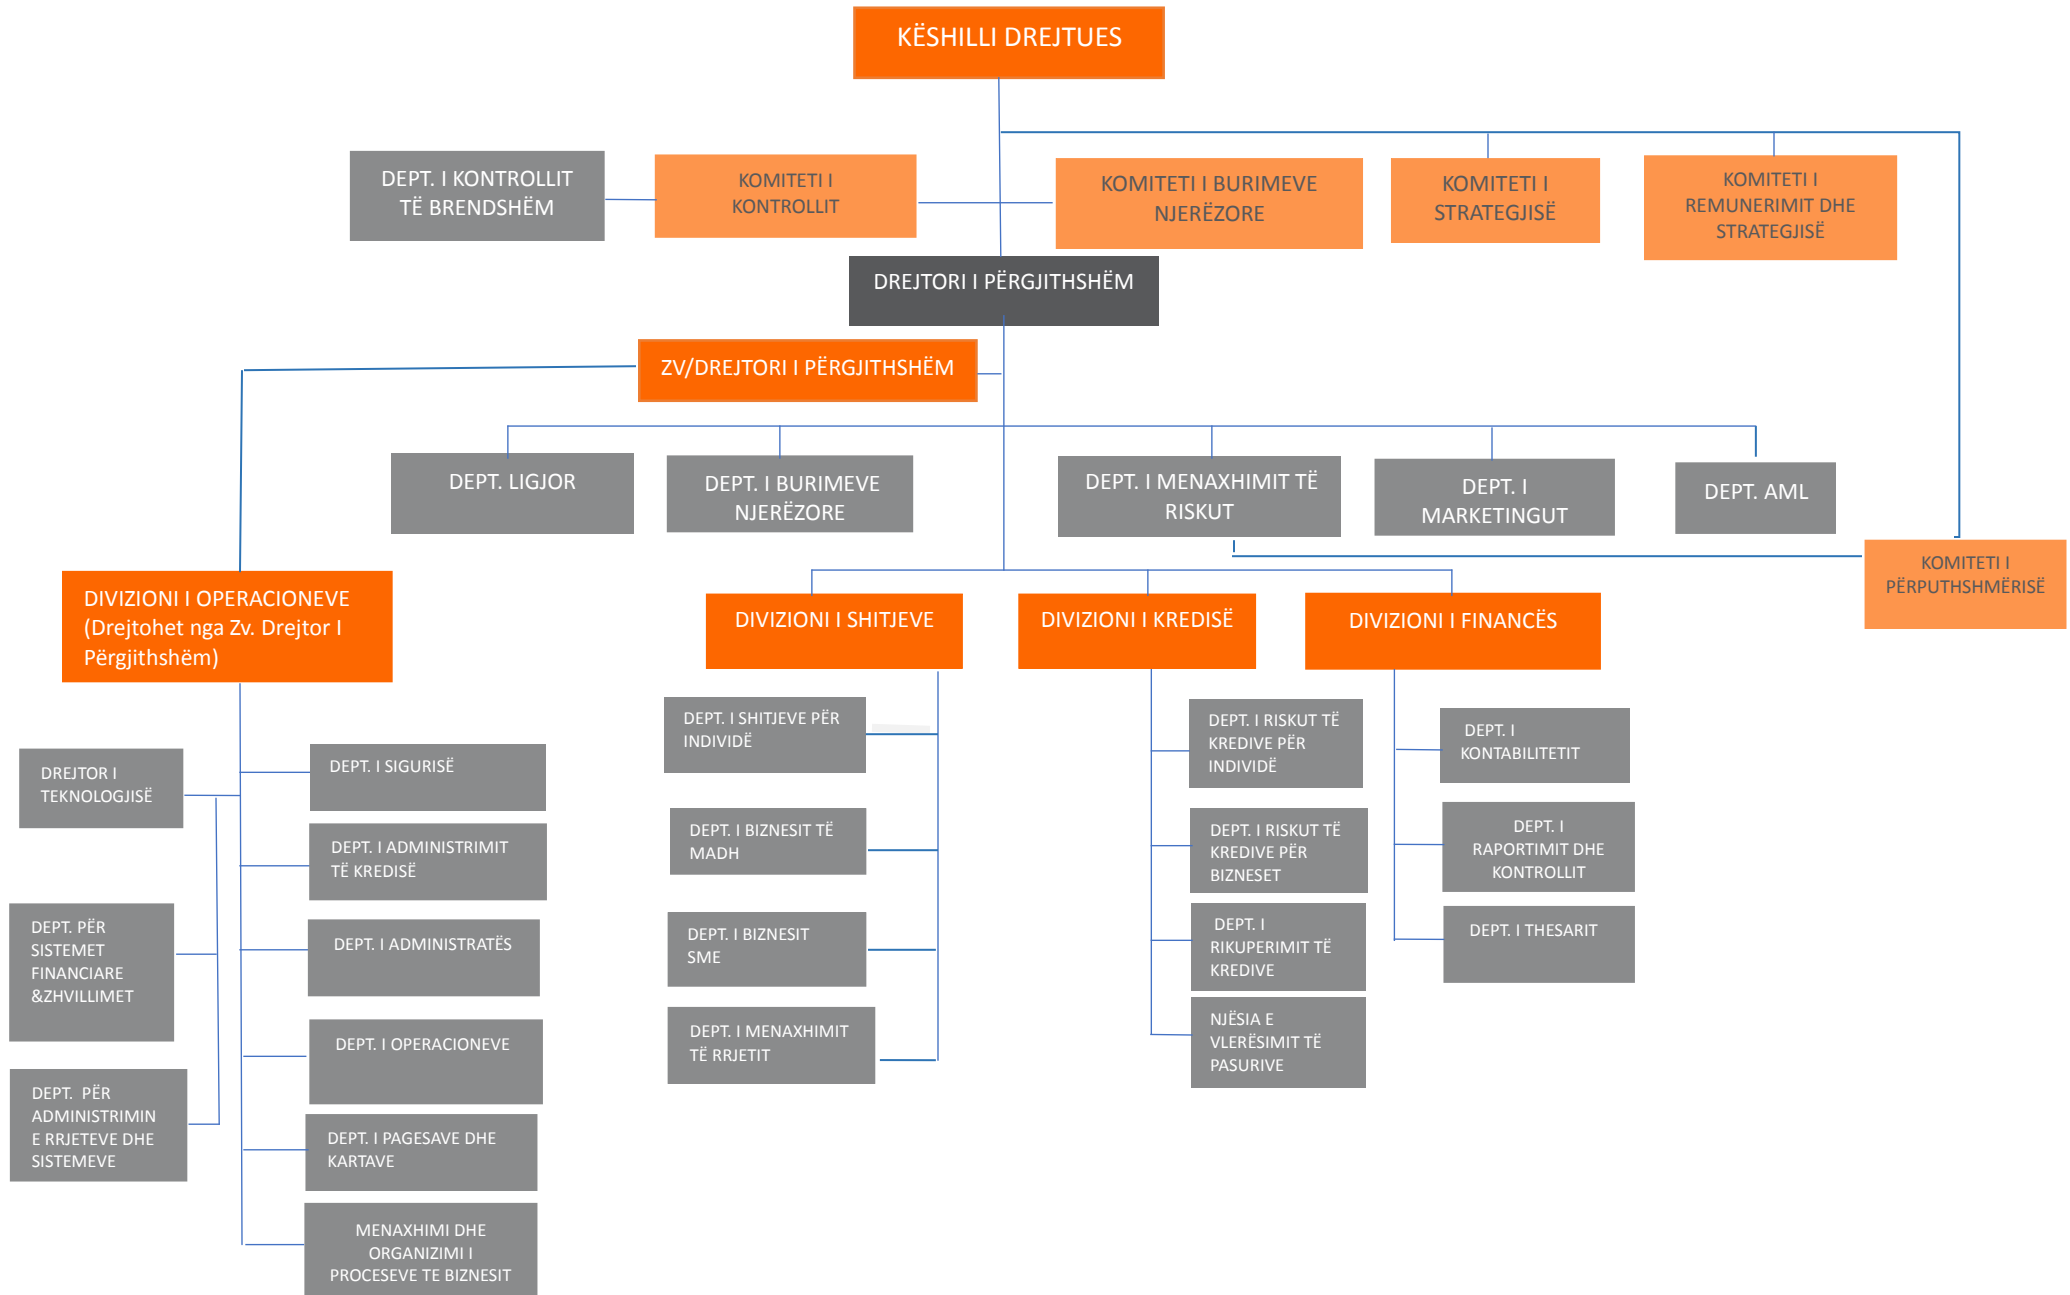 KËSHILLI DREJTUES
DEPT. I KONTROLLIT
TË BRENDSHËM
KOMITETI I
KONTROLLIT
KOMITETI I BURIMEVE
NJERËZORE
KOMITETI I
STRATEGJISË
KOMITETI I
REMUNERIMIT DHE
STRATEGJISË
DREJTORI I PËRGJITHSHËM
ZV/DREJTORI I PËRGJITHSHËM
DEPT. LIGJOR
DEPT. I BURIMEVE
NJERËZORE
DEPT. I MENAXHIMIT TË
RISKUT
DEPT. I
MARKETINGUT
DEPT. AML
KOMITETI I
PËRPUTHSHMËRISË
DIVIZIONI I OPERACIONEVE
(Drejtohet nga Zv. Drejtor I
Përgjithshëm)
DIVIZIONI I SHITJEVE
DIVIZIONI I KREDISË
DIVIZIONI I FINANCËS
DREJTOR I
TEKNOLOGJISË
DEPT. PËR
SISTEMET
FINANCIARE
&ZHVILLIMET
DEPT.  PËR
ADMINISTRIMIN
E RRJETEVE DHE
SISTEMEVE
DEPT. I SIGURISË
DEPT. I ADMINISTRIMIT
TË KREDISË
DEPT. I ADMINISTRATËS
DEPT. I OPERACIONEVE
DEPT. I PAGESAVE DHE
KARTAVE
MENAXHIMI DHE
ORGANIZIMI I
PROCESEVE TE BIZNESIT
DEPT. I SHITJEVE PËR
INDIVIDË
DEPT. I BIZNESIT TË
MADH
DEPT. I BIZNESIT
SME
DEPT. I MENAXHIMIT
TË RRJETIT
DEPT. I RISKUT TË
KREDIVE PËR
INDIVIDË
DEPT. I RISKUT TË
KREDIVE PËR
BIZNESET
DEPT. I
RIKUPERIMIT TË
KREDIVE
NJËSIA E
VLERËSIMIT TË
PASURIVE
DEPT. I
KONTABILITETIT
DEPT. I
RAPORTIMIT DHE
KONTROLLIT
DEPT. I THESARIT